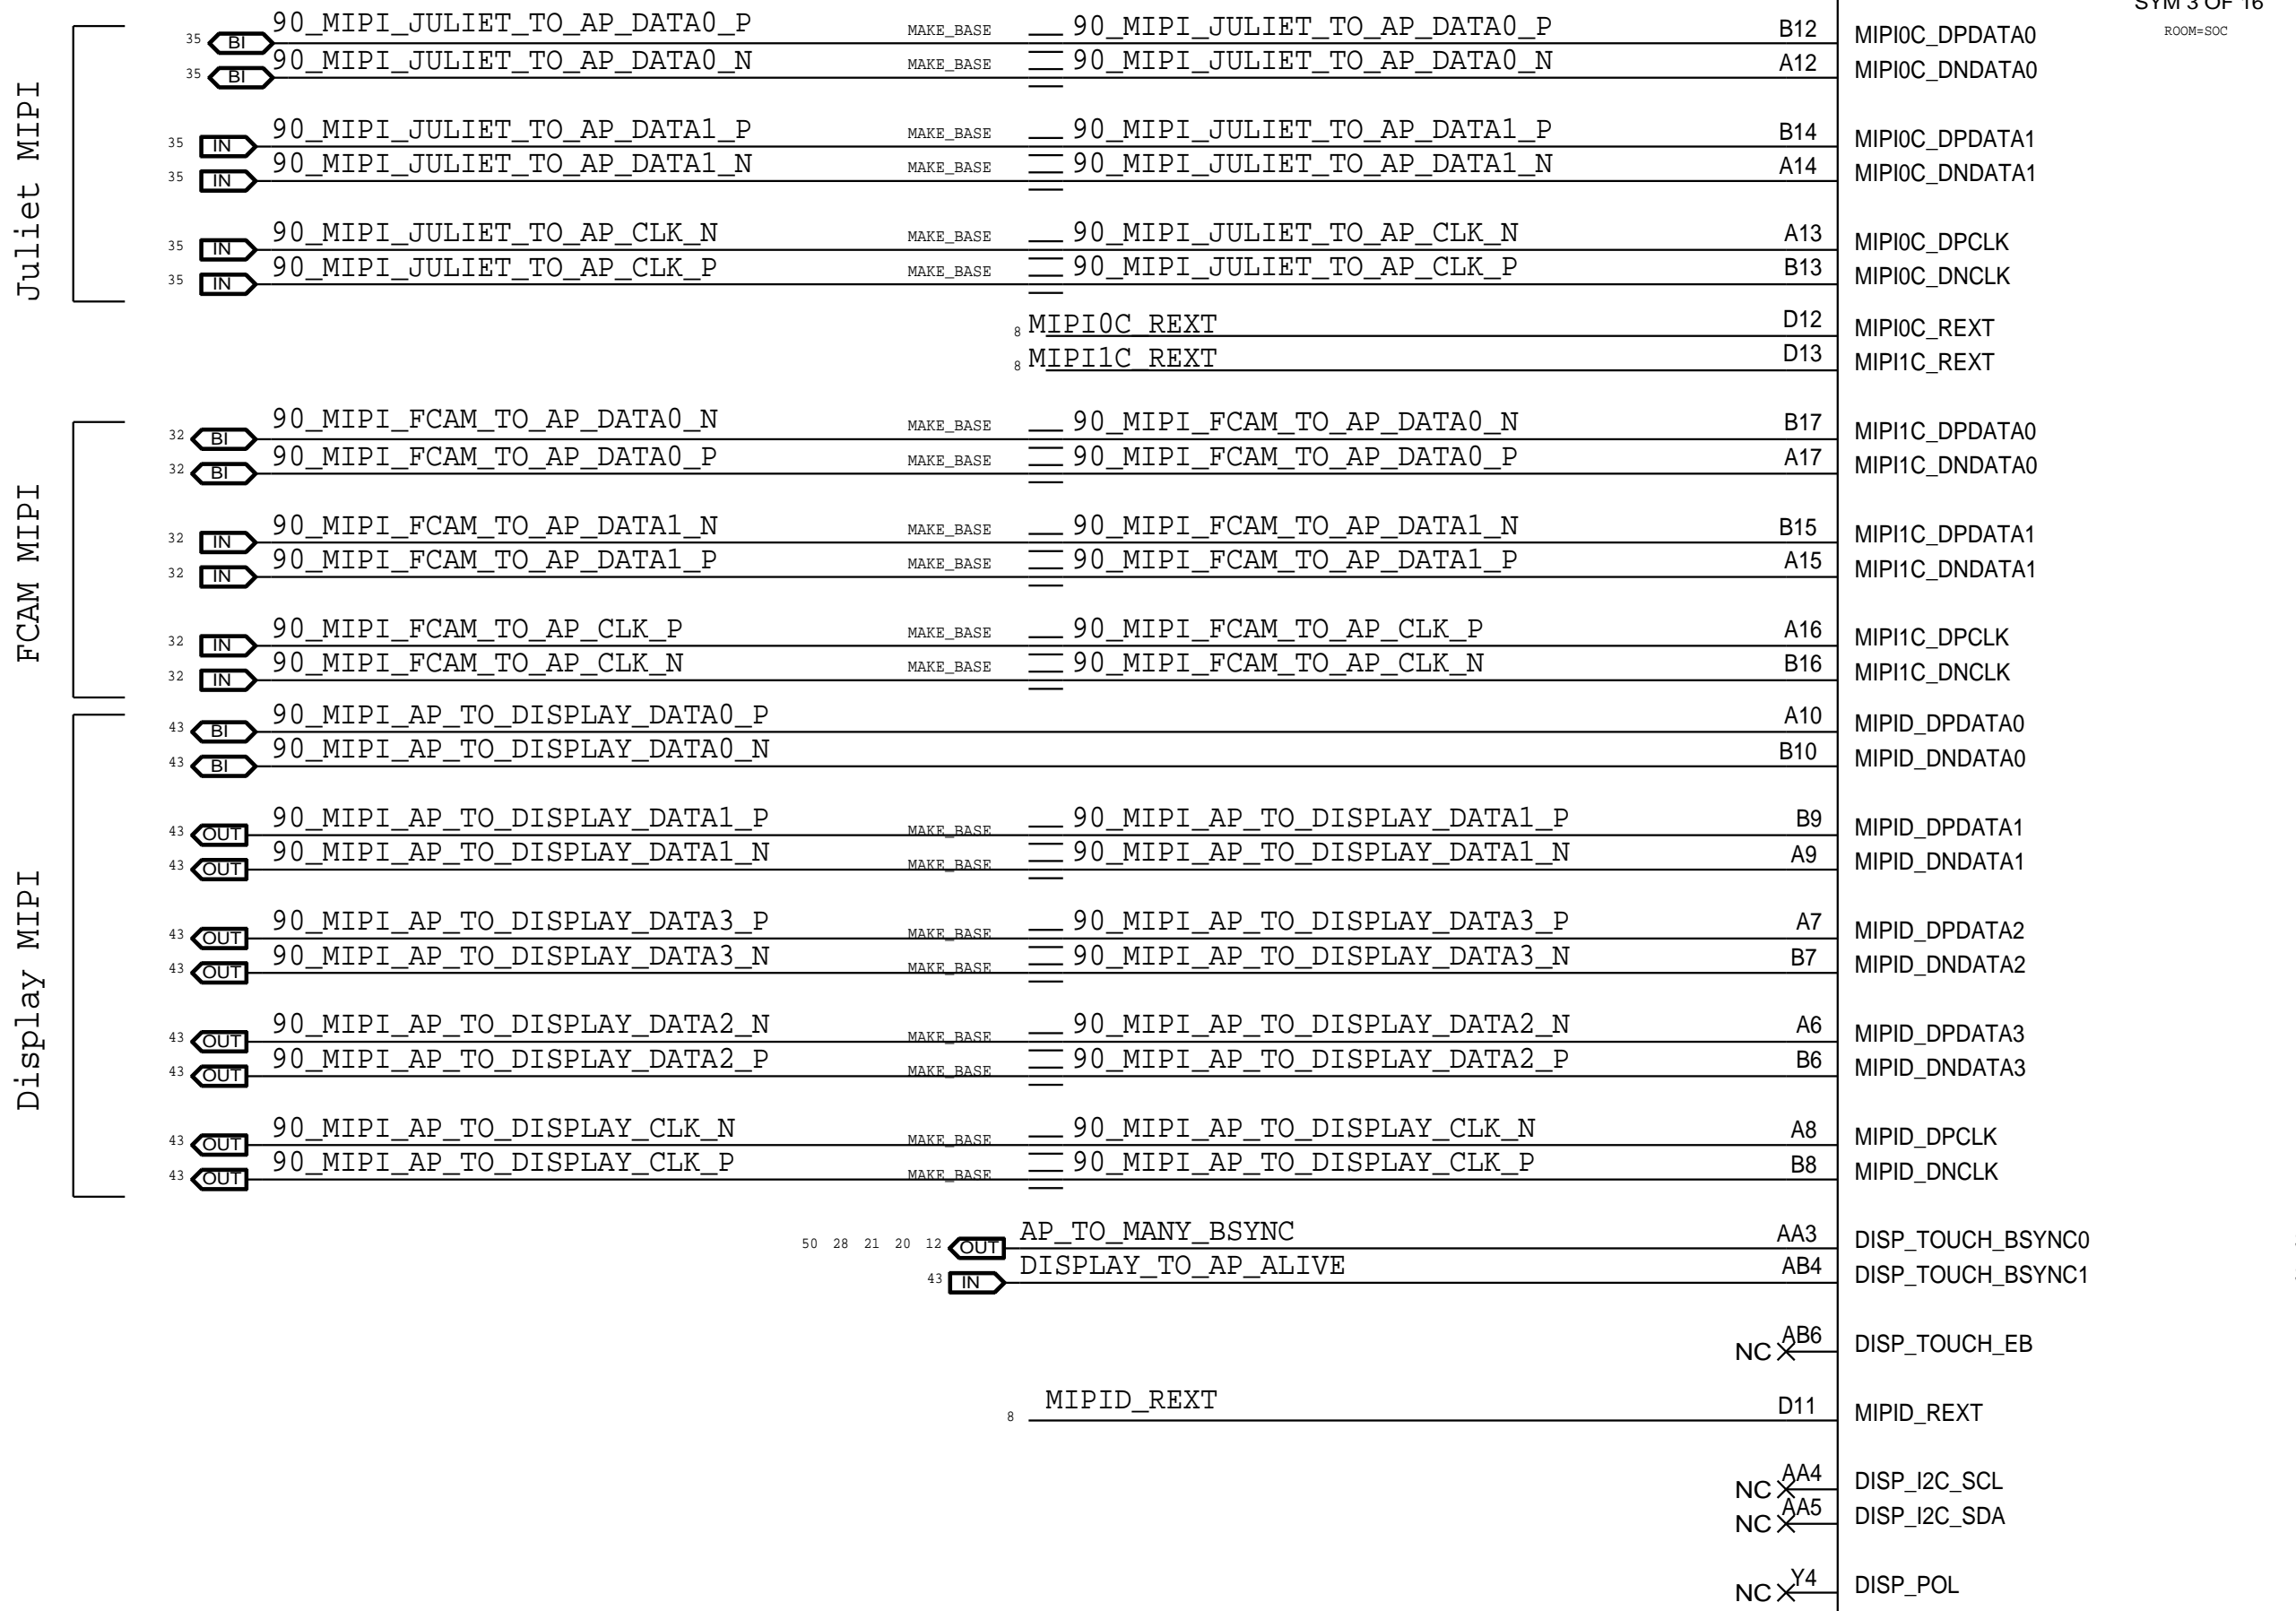 SYM 3 OF 16
ROOM=SOC
Juliet MIPI
35 BI 90_MIPI_JULIET_TO_AP_DATA0_P MAKE_BASE 90_MIPI_JULIET_TO_AP_DATA0_P B12 MIPI0C_DPDATA0
35 BI 90_MIPI_JULIET_TO_AP_DATA0_N MAKE_BASE 90_MIPI_JULIET_TO_AP_DATA0_N A12 MIPI0C_DNDATA0
35 IN 90_MIPI_JULIET_TO_AP_DATA1_P MAKE_BASE 90_MIPI_JULIET_TO_AP_DATA1_P B14 MIPI0C_DPDATA1
35 IN 90_MIPI_JULIET_TO_AP_DATA1_N MAKE_BASE 90_MIPI_JULIET_TO_AP_DATA1_N A14 MIPI0C_DNDATA1
35 IN 90_MIPI_JULIET_TO_AP_CLK_N MAKE_BASE 90_MIPI_JULIET_TO_AP_CLK_N A13 MIPI0C_DPCLK
35 IN 90_MIPI_JULIET_TO_AP_CLK_P MAKE_BASE 90_MIPI_JULIET_TO_AP_CLK_P B13 MIPI0C_DNCLK
8 MIPI0C_REXT D12 MIPI0C_REXT
8 MIPI1C_REXT D13 MIPI1C_REXT
FCAM MIPI
32 BI 90_MIPI_FCAM_TO_AP_DATA0_N MAKE_BASE 90_MIPI_FCAM_TO_AP_DATA0_N B17 MIPI1C_DPDATA0
32 BI 90_MIPI_FCAM_TO_AP_DATA0_P MAKE_BASE 90_MIPI_FCAM_TO_AP_DATA0_P A17 MIPI1C_DNDATA0
32 IN 90_MIPI_FCAM_TO_AP_DATA1_N MAKE_BASE 90_MIPI_FCAM_TO_AP_DATA1_N B15 MIPI1C_DPDATA1
32 IN 90_MIPI_FCAM_TO_AP_DATA1_P MAKE_BASE 90_MIPI_FCAM_TO_AP_DATA1_P A15 MIPI1C_DNDATA1
32 IN 90_MIPI_FCAM_TO_AP_CLK_P MAKE_BASE 90_MIPI_FCAM_TO_AP_CLK_P A16 MIPI1C_DPCLK
32 IN 90_MIPI_FCAM_TO_AP_CLK_N MAKE_BASE 90_MIPI_FCAM_TO_AP_CLK_N B16 MIPI1C_DNCLK
Display MIPI
43 BI 90_MIPI_AP_TO_DISPLAY_DATA0_P A10 MIPID_DPDATA0
43 BI 90_MIPI_AP_TO_DISPLAY_DATA0_N B10 MIPID_DNDATA0
43 OUT 90_MIPI_AP_TO_DISPLAY_DATA1_P MAKE_BASE 90_MIPI_AP_TO_DISPLAY_DATA1_P B9 MIPID_DPDATA1
43 OUT 90_MIPI_AP_TO_DISPLAY_DATA1_N MAKE_BASE 90_MIPI_AP_TO_DISPLAY_DATA1_N A9 MIPID_DNDATA1
43 OUT 90_MIPI_AP_TO_DISPLAY_DATA3_P MAKE_BASE 90_MIPI_AP_TO_DISPLAY_DATA3_P A7 MIPID_DPDATA2
43 OUT 90_MIPI_AP_TO_DISPLAY_DATA3_N MAKE_BASE 90_MIPI_AP_TO_DISPLAY_DATA3_N B7 MIPID_DNDATA2
43 OUT 90_MIPI_AP_TO_DISPLAY_DATA2_N MAKE_BASE 90_MIPI_AP_TO_DISPLAY_DATA2_N A6 MIPID_DPDATA3
43 OUT 90_MIPI_AP_TO_DISPLAY_DATA2_P MAKE_BASE 90_MIPI_AP_TO_DISPLAY_DATA2_P B6 MIPID_DNDATA3
43 OUT 90_MIPI_AP_TO_DISPLAY_CLK_N MAKE_BASE 90_MIPI_AP_TO_DISPLAY_CLK_N A8 MIPID_DPCLK
43 OUT 90_MIPI_AP_TO_DISPLAY_CLK_P MAKE_BASE 90_MIPI_AP_TO_DISPLAY_CLK_P B8 MIPID_DNCLK
50 28 21 20 12 OUT AP_TO_MANY_BSYNC AA3 DISP_TOUCH_BSYNC0
43 IN DISPLAY_TO_AP_ALIVE AB4 DISP_TOUCH_BSYNC1
NC AB6 DISP_TOUCH_EB
8 MIPID_REXT D11 MIPID_REXT
NC AA4 DISP_I2C_SCL
NC AA5 DISP_I2C_SDA
NC Y4 DISP_POL